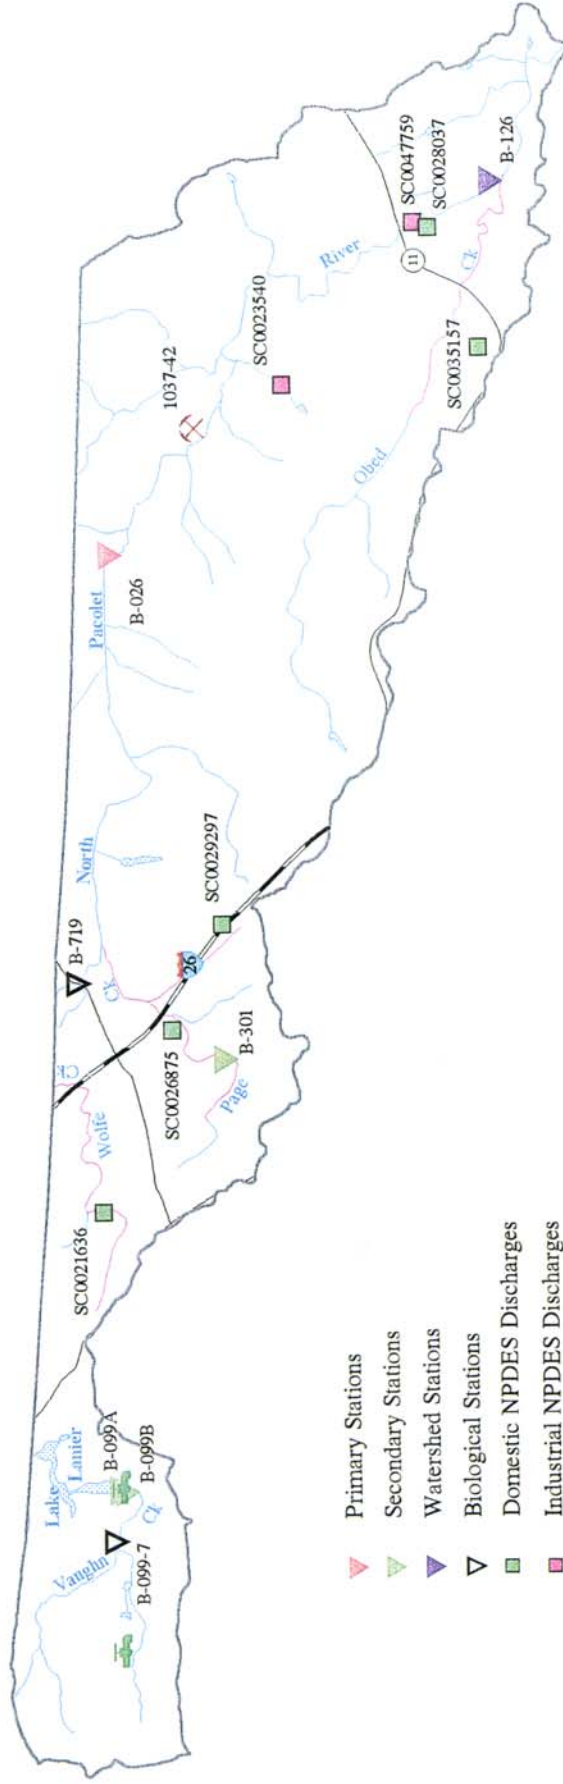 Lake
Lanier
Vaughn
Ck
B-099A
B-099B
B-099-7
SC0021636
Wolfe
Ck
B-719
Ck
North
SC0026875
Page
B-301
26
SC0029297
Pacolet
B-026
1037-42
SC0023540
River
Obed
Ck
11
SC0047759
SC0028037
SC0035157
B-126
Primary Stations
Secondary Stations
Watershed Stations
Biological Stations
Domestic NPDES Discharges
Industrial NPDES Discharges